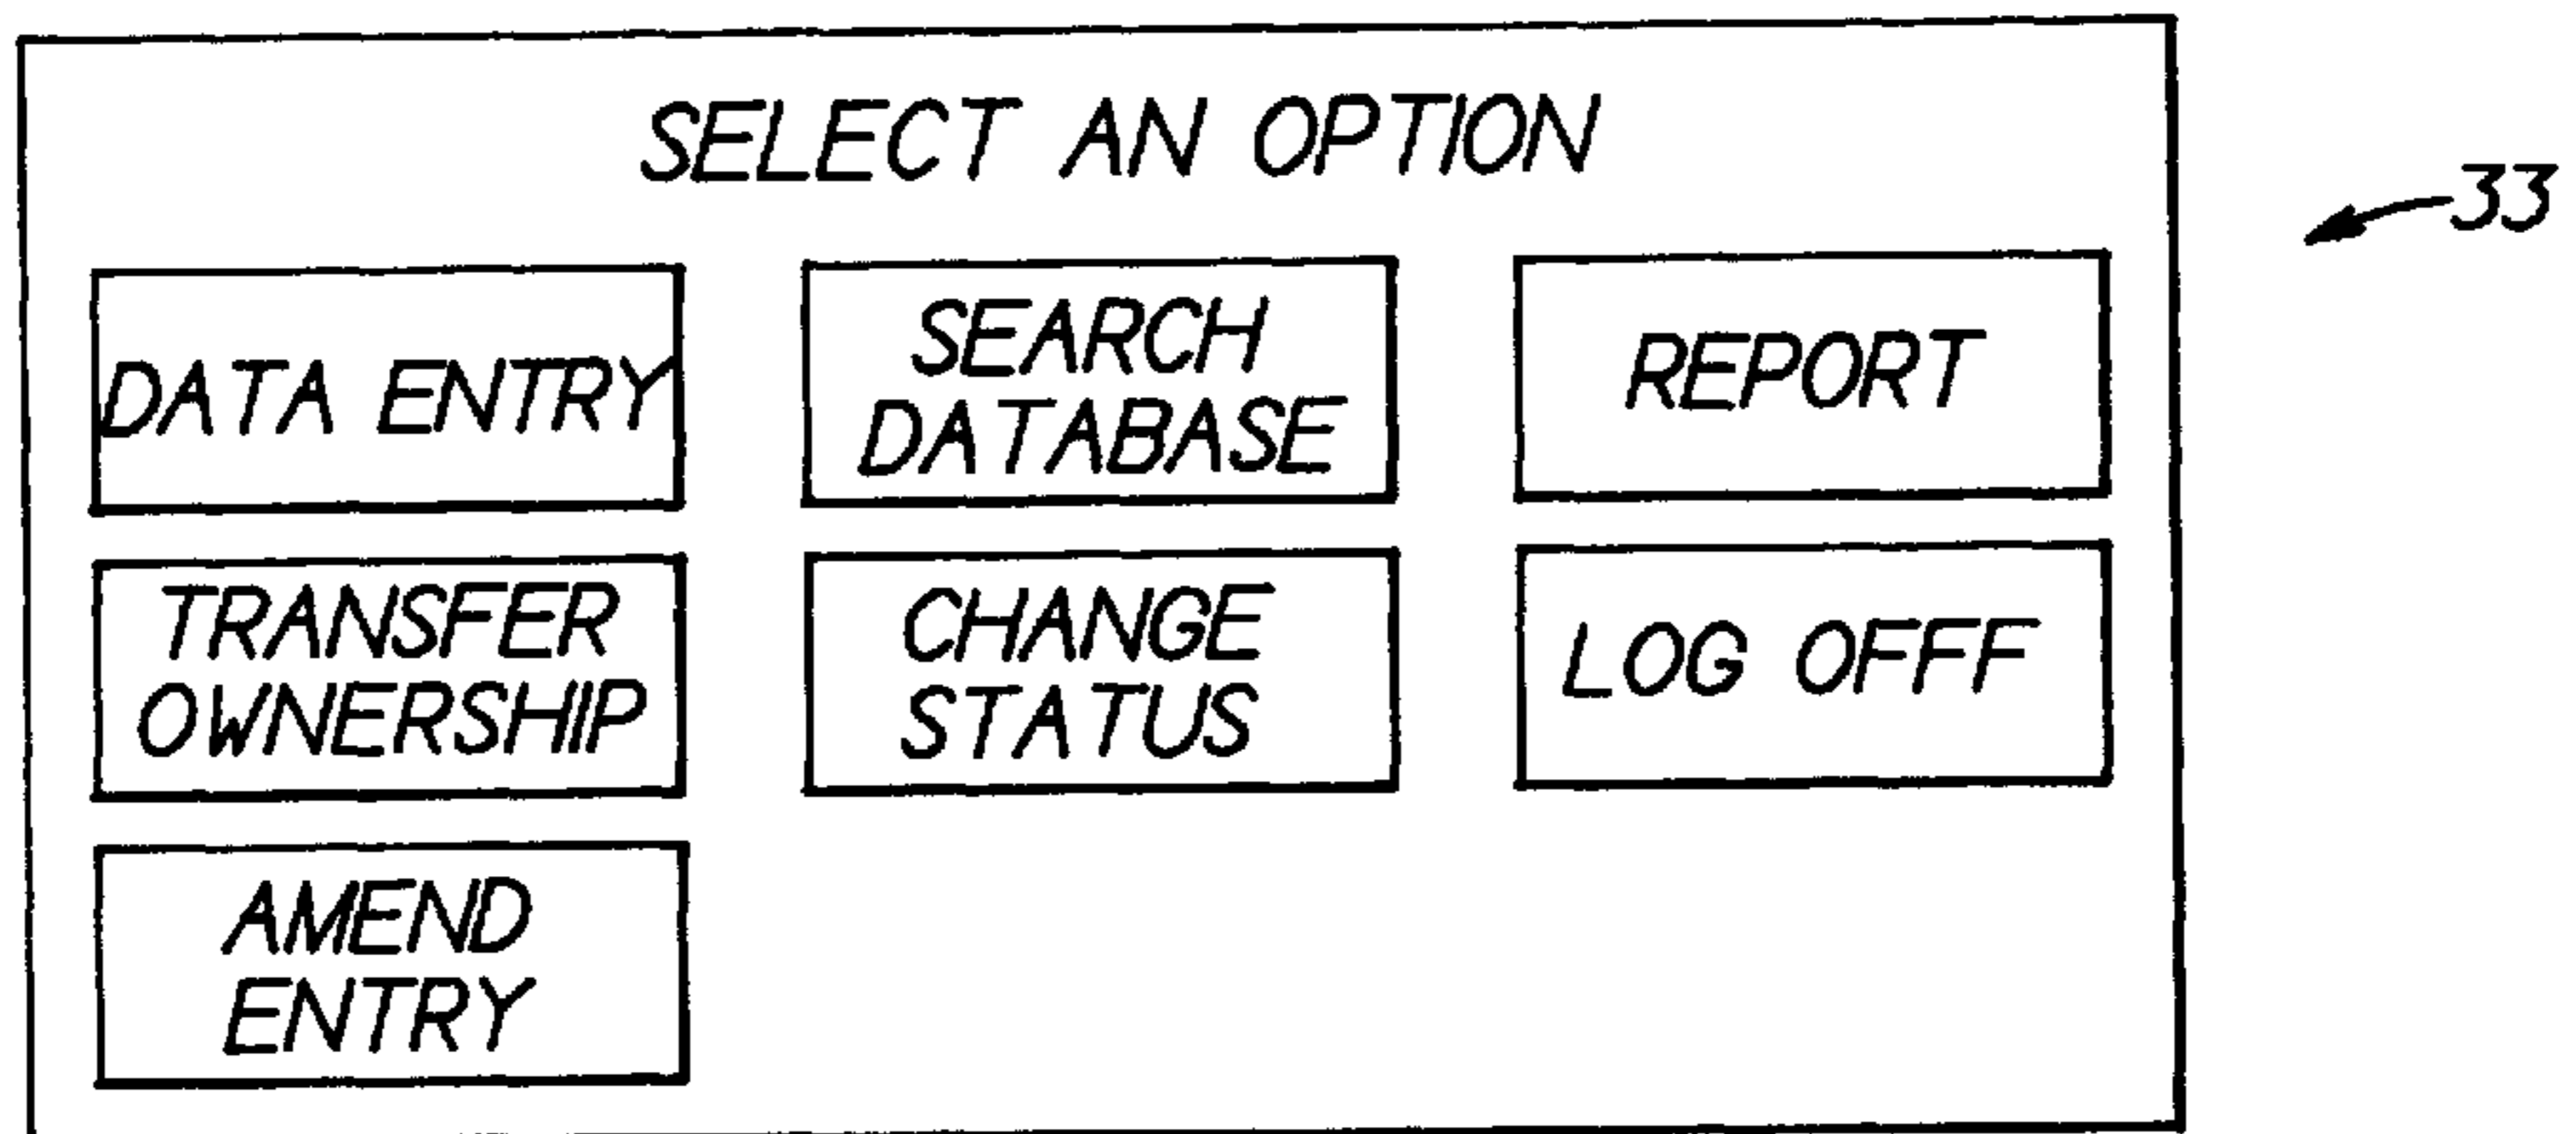 SELECT AN OPTION
33
DATA ENTRY
SEARCH
DATABASE
REPORT
TRANSFER
OWNERSHIP
CHANGE
STATUS
LOG OFFF
AMEND
ENTRY